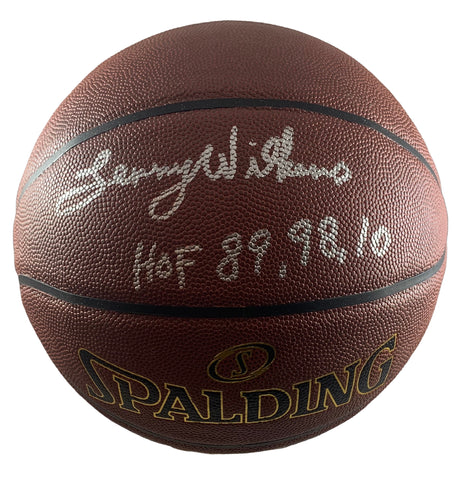 Lenny Wilkens
HOF 89, 98, 10
SPALDING